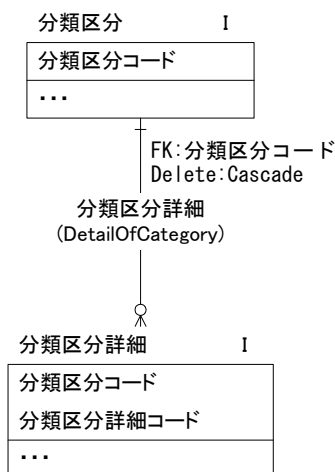 分類区分 I
分類区分コード
・・・
FK:分類区分コード
Delete:Cascade
分類区分詳細
(DetailOfCategory)
分類区分詳細 I
分類区分コード
分類区分詳細コード
・・・